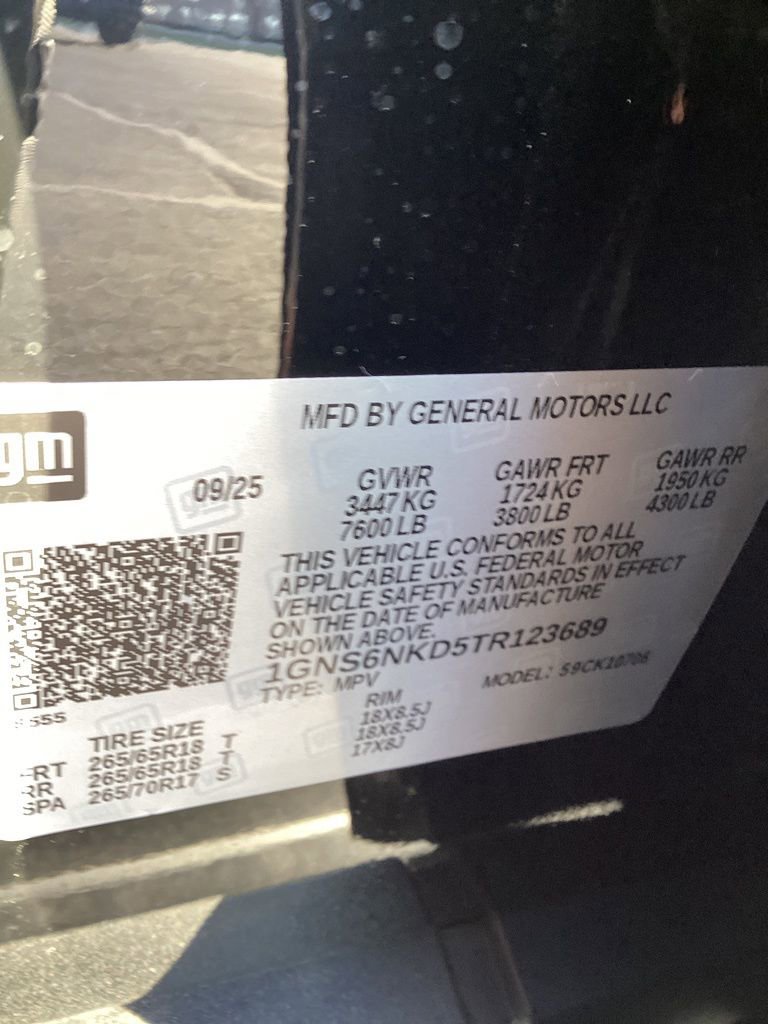 gm
MFD BY GENERAL MOTORS LLC
09/25
GVWR
3447 KG
7600 LB
GAWR FRT
1724 KG
3800 LB
GAWR RR
1950 KG
4300 LB
THIS VEHICLE CONFORMS TO ALL
APPLICABLE U.S. FEDERAL MOTOR
VEHICLE SAFETY STANDARDS IN EFFECT
ON THE DATE OF MANUFACTURE
SHOWN ABOVE.
1GNS6NKD5TR123689
TYPE: MPV MODEL: 59CK10706
TIRE SIZE RIM
FRT 265/65R18 T 18X8.5J
RR 265/65R18 T 18X8.5J
SPA 265/70R17 S 17X8J